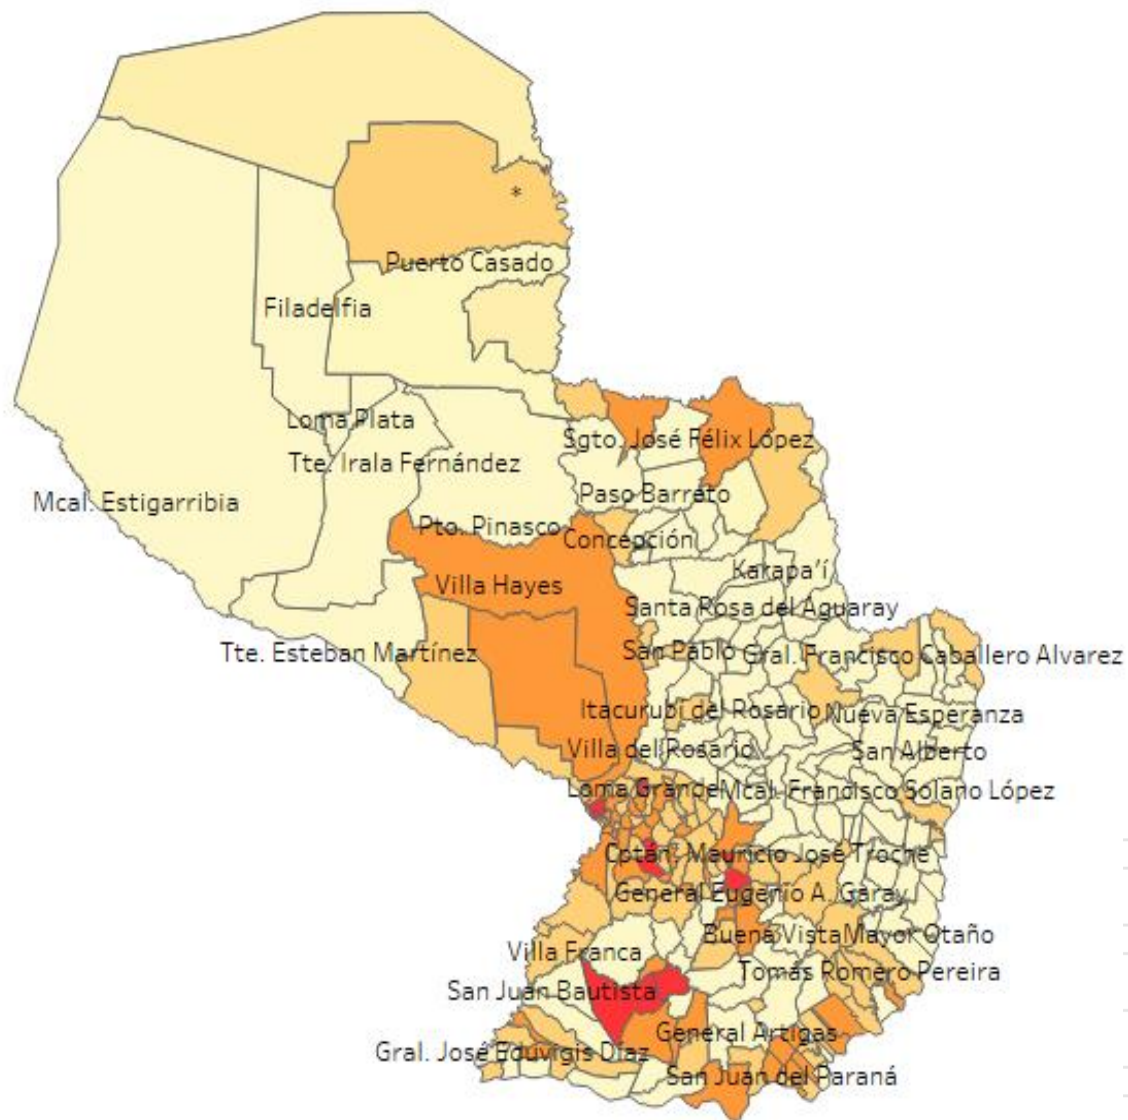 *
Puerto Casado
Filadelfia
Loma Plata
Sgto. José Félix López
Tte. Irala Fernández
Mcal. Estigarribia
Paso Barreto
Pto. Pinasco
Concepción
Karapa'í
Villa Hayes
Santa Rosa del Aguaray
Tte. Esteban Martínez
San Pablo
Gral. Francisco Caballero Alvarez
Itacurubí del Rosario
Nueva Esperanza
Villa del Rosario
San Alberto
Loma Grande
Mcal. Francisco Solano López
Cptan. Mauricio José Troche
General Eugenio A. Garay
Buena Vista
Mayor Otaño
Villa Franca
Tomás Romero Pereira
San Juan Bautista
General Artigas
Gral. José Eduvigis Díaz
San Juan del Paraná